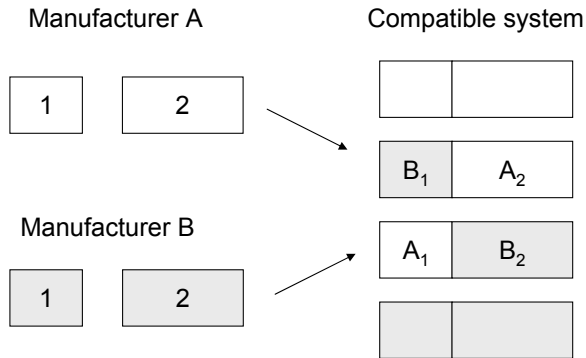 Manufacturer A
1 2
Manufacturer B
1 2
Compatible system
B₁ A₂
A₁ B₂